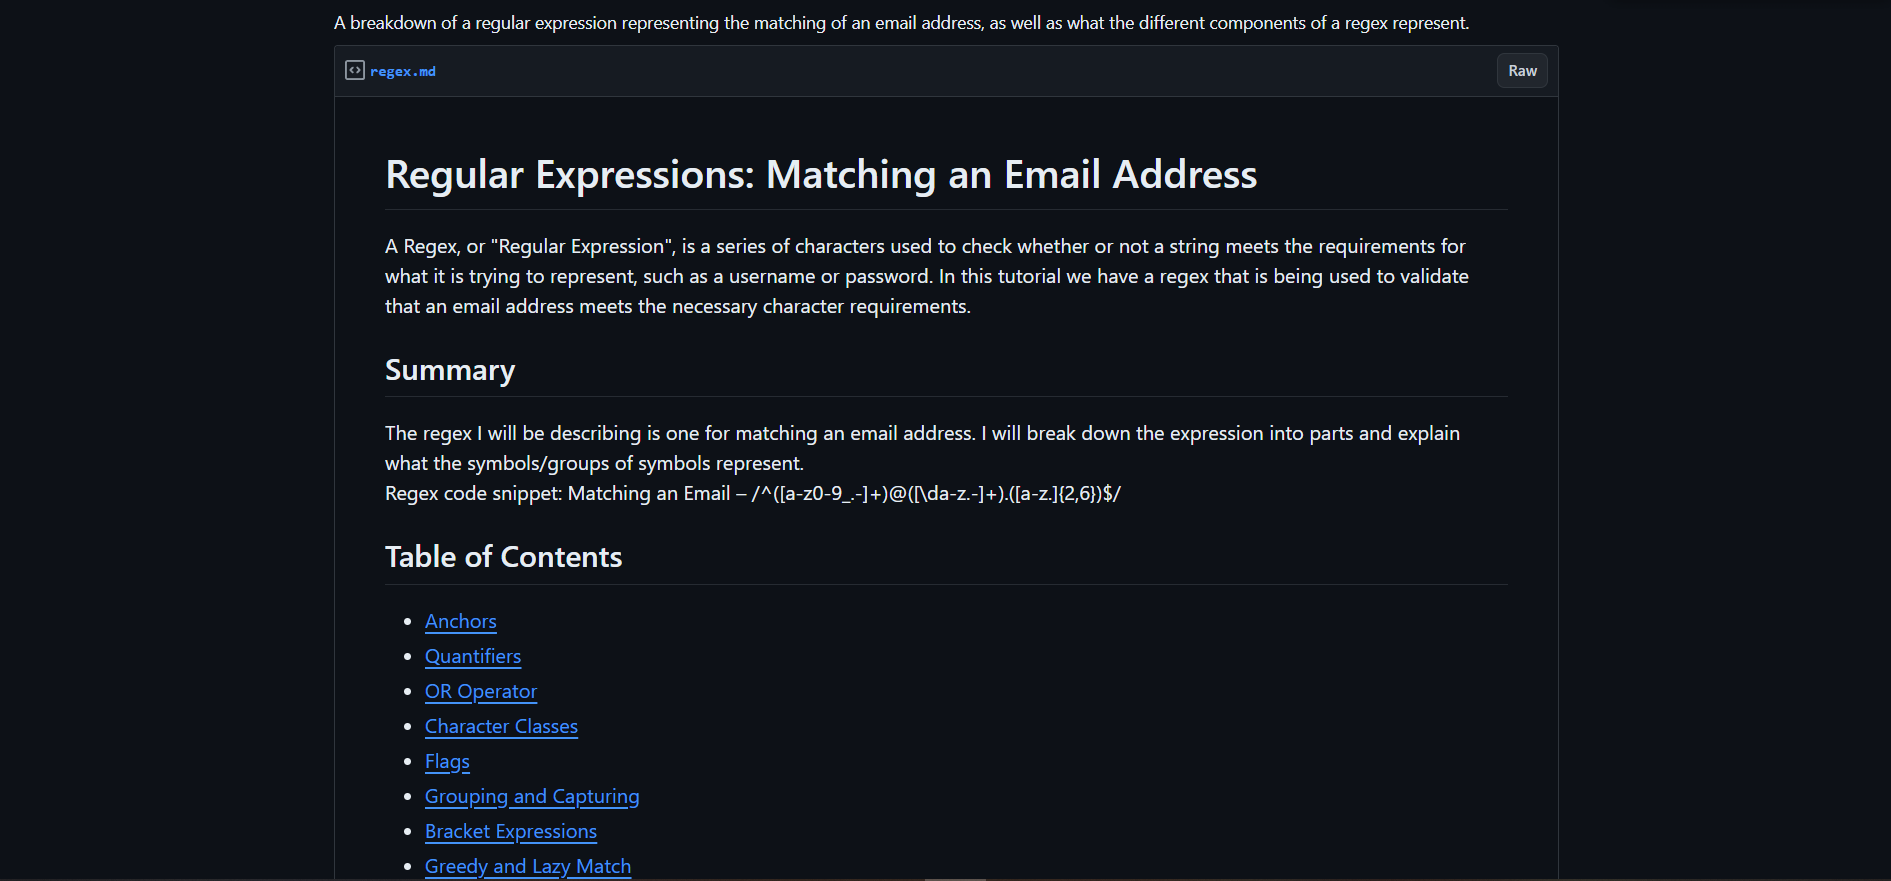 A breakdown of a regular expression representing the matching of an email address, as well as what the different components of a regex represent.
regex.md
Raw
Regular Expressions: Matching an Email Address
A Regex, or "Regular Expression", is a series of characters used to check whether or not a string meets the requirements for
what it is trying to represent, such as a username or password. In this tutorial we have a regex that is being used to validate
that an email address meets the necessary character requirements.
Summary
The regex I will be describing is one for matching an email address. I will break down the expression into parts and explain
what the symbols/groups of symbols represent.
Regex code snippet: Matching an Email – /^([a-z0-9_.-]+)@([\da-z.-]+).([a-z.]{2,6})$/
Table of Contents
• Anchors
• Quantifiers
• OR Operator
• Character Classes
• Flags
• Grouping and Capturing
• Bracket Expressions
• Greedy and Lazy Match